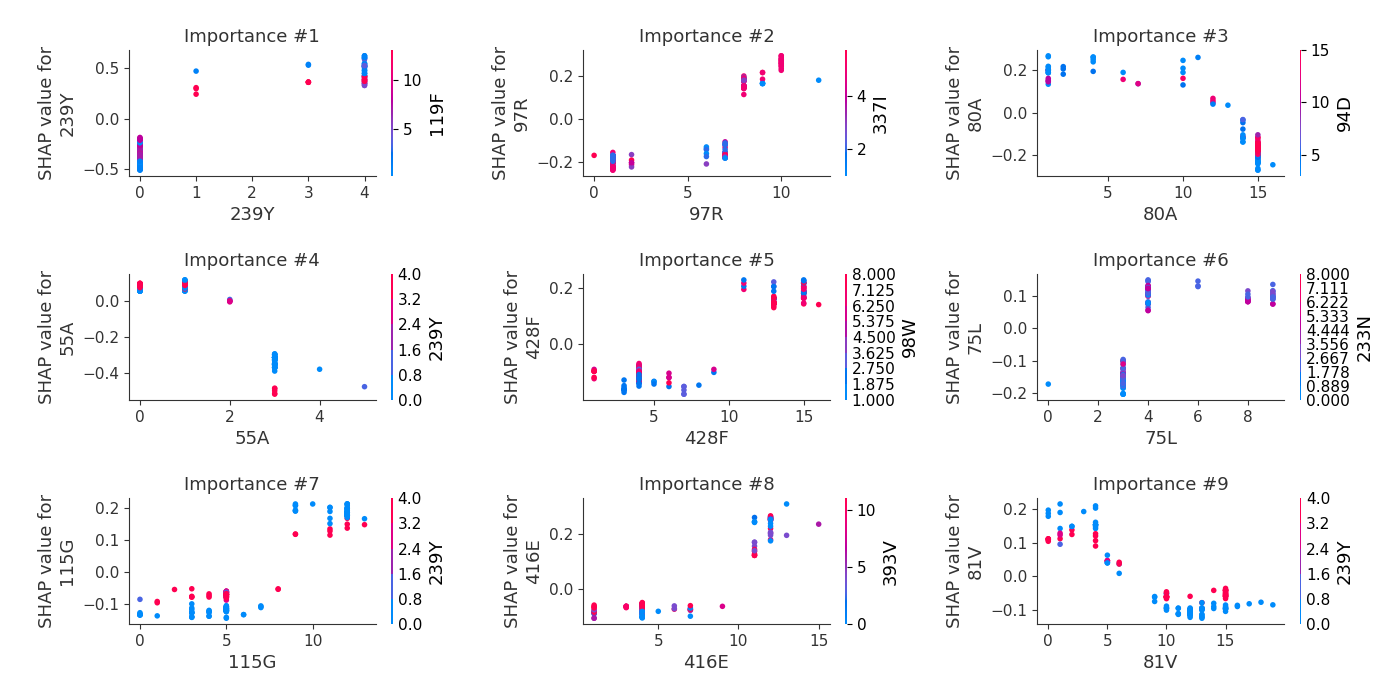 Importance #1
SHAP value for
239Y
0.5
0.0
−0.5
0
1
2
3
4
239Y
10
5
119F
Importance #2
SHAP value for
97R
0.2
0.0
−0.2
0
5
10
97R
4
2
337I
Importance #3
SHAP value for
80A
0.2
0.0
−0.2
5
10
15
80A
15
10
5
94D
Importance #4
SHAP value for
55A
0.0
−0.2
−0.4
0
2
4
55A
4.0
3.2
2.4
1.6
0.8
0.0
239Y
Importance #5
SHAP value for
428F
0.2
0.0
5
10
15
428F
8.000
7.125
6.250
5.375
4.500
3.625
2.750
1.875
1.000
98W
Importance #6
SHAP value for
75L
0.1
0.0
−0.1
−0.2
0
2
4
6
8
75L
8.000
7.111
6.222
5.333
4.444
3.556
2.667
1.778
0.889
0.000
233N
Importance #7
SHAP value for
115G
0.2
0.1
0.0
−0.1
0
5
10
115G
4.0
3.2
2.4
1.6
0.8
0.0
239Y
Importance #8
SHAP value for
416E
0.2
0.0
5
10
15
416E
10
5
0
393V
Importance #9
SHAP value for
81V
0.2
0.1
0.0
−0.1
0
5
10
15
81V
4.0
3.2
2.4
1.6
0.8
0.0
239Y